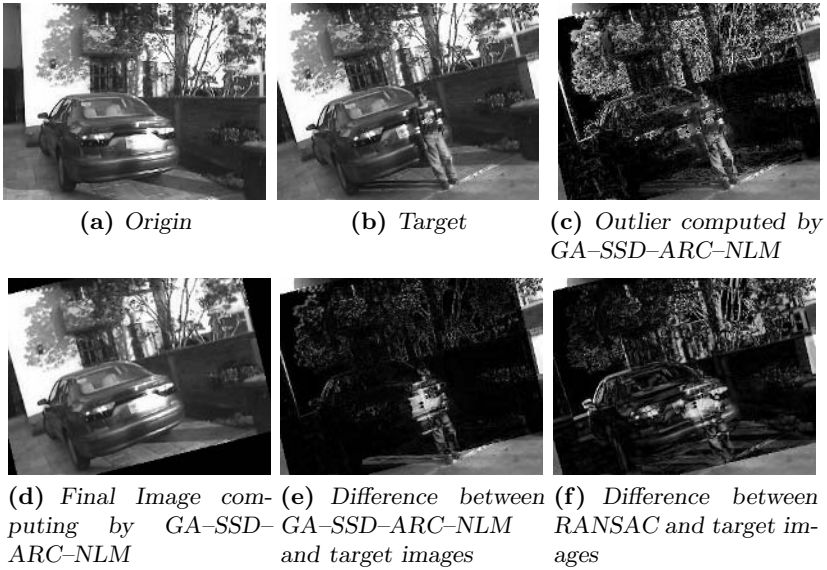 (a) Origin
(b) Target
(c) Outlier computed by
GA–SSD–ARC–NLM
(d) Final Image com-
puting by GA–SSD–
ARC–NLM
(e) Difference between
GA–SSD–ARC–NLM
and target images
(f) Difference between
RANSAC and target im-
ages